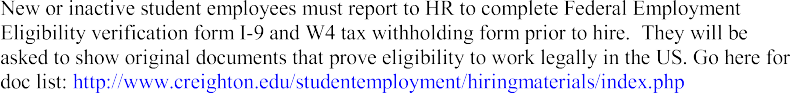 New or inactive student employees must report to HR to complete Federal Employment
Eligibility verification form I-9 and W4 tax withholding form prior to hire.  They will be
asked to show original documents that prove eligibility to work legally in the US. Go here for
doc list: http://www.creighton.edu/studentemployment/hiringmaterials/index.php